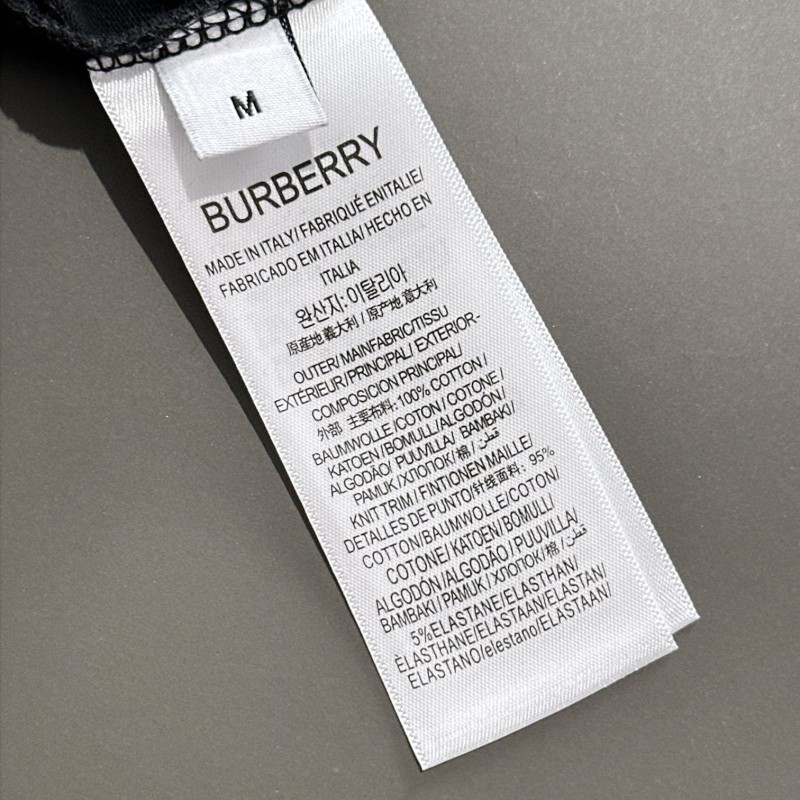 M
BURBERRY
MADE IN ITALY/ FABRIQUÉ ENITALIE/
FABRICADO EM ITALIA/ HECHO EN
ITALIA
완산지:이탈리아
原産地 義大利 / 原产地 意大利
OUTER/ MAINFABRIC/TISSU
EXTÉRIEUR/PRINCIPAL/ EXTERIOR-
COMPOSICION PRINCIPAL/
外部 主要布料:100% COTTON /
BAUMWOLLE/COTON/ COTONE/
KATOEN/BOMULL/ ALGODÓN/
ALGODÃO/ PUUVILLA/ BAMBAKI/
PAMUK/ХЛОПОК/棉/ قطن
KNIT TRIM/ FINTIONEN MAILLE/
DETALLES DE PUNTO/针线面料: 95%
COTTON/BAUMWOLLE/COTON/
COTONE/ KATOEN/ BOMULL/
ALGODÓN/ALGODÃO/ PUUVILLA/
BAMBAKI/ PAMUK / ХЛОПОК/ 棉 / قطن
5%ELASTANE/ELASTHAN/
ÈLASTHANE/ELASTAAN/ELASTAN/
ELASTANO/elestano/ELASTAAN/